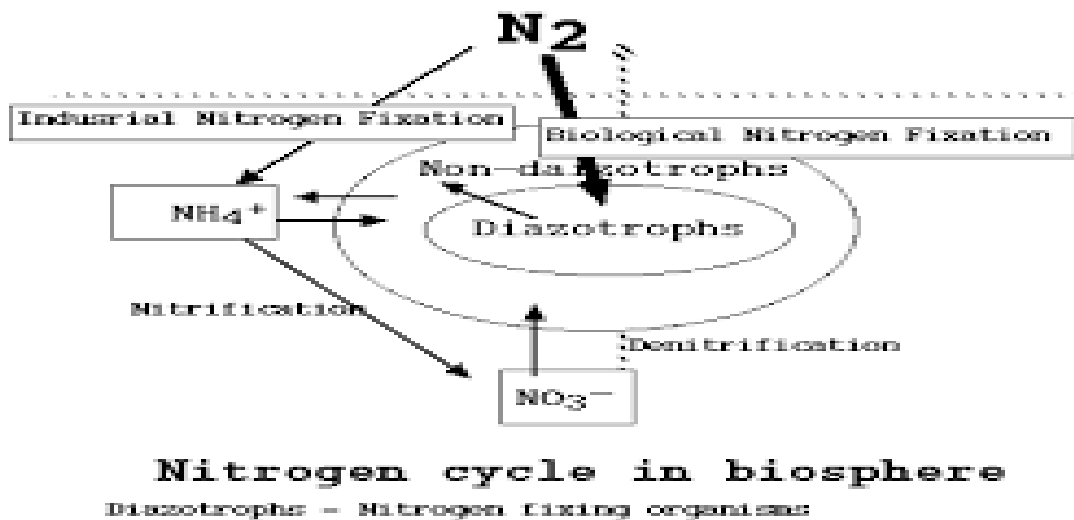 N2
Indusrial Nitrogen Fixation
Biological Nitrogen Fixation
Non-daizotrophs
NH4+
Diazotrophs
Nitrification
Denitrification
NO3−
Nitrogen cycle in biosphere
Diazotrophs - Nitrogen fixing organisms